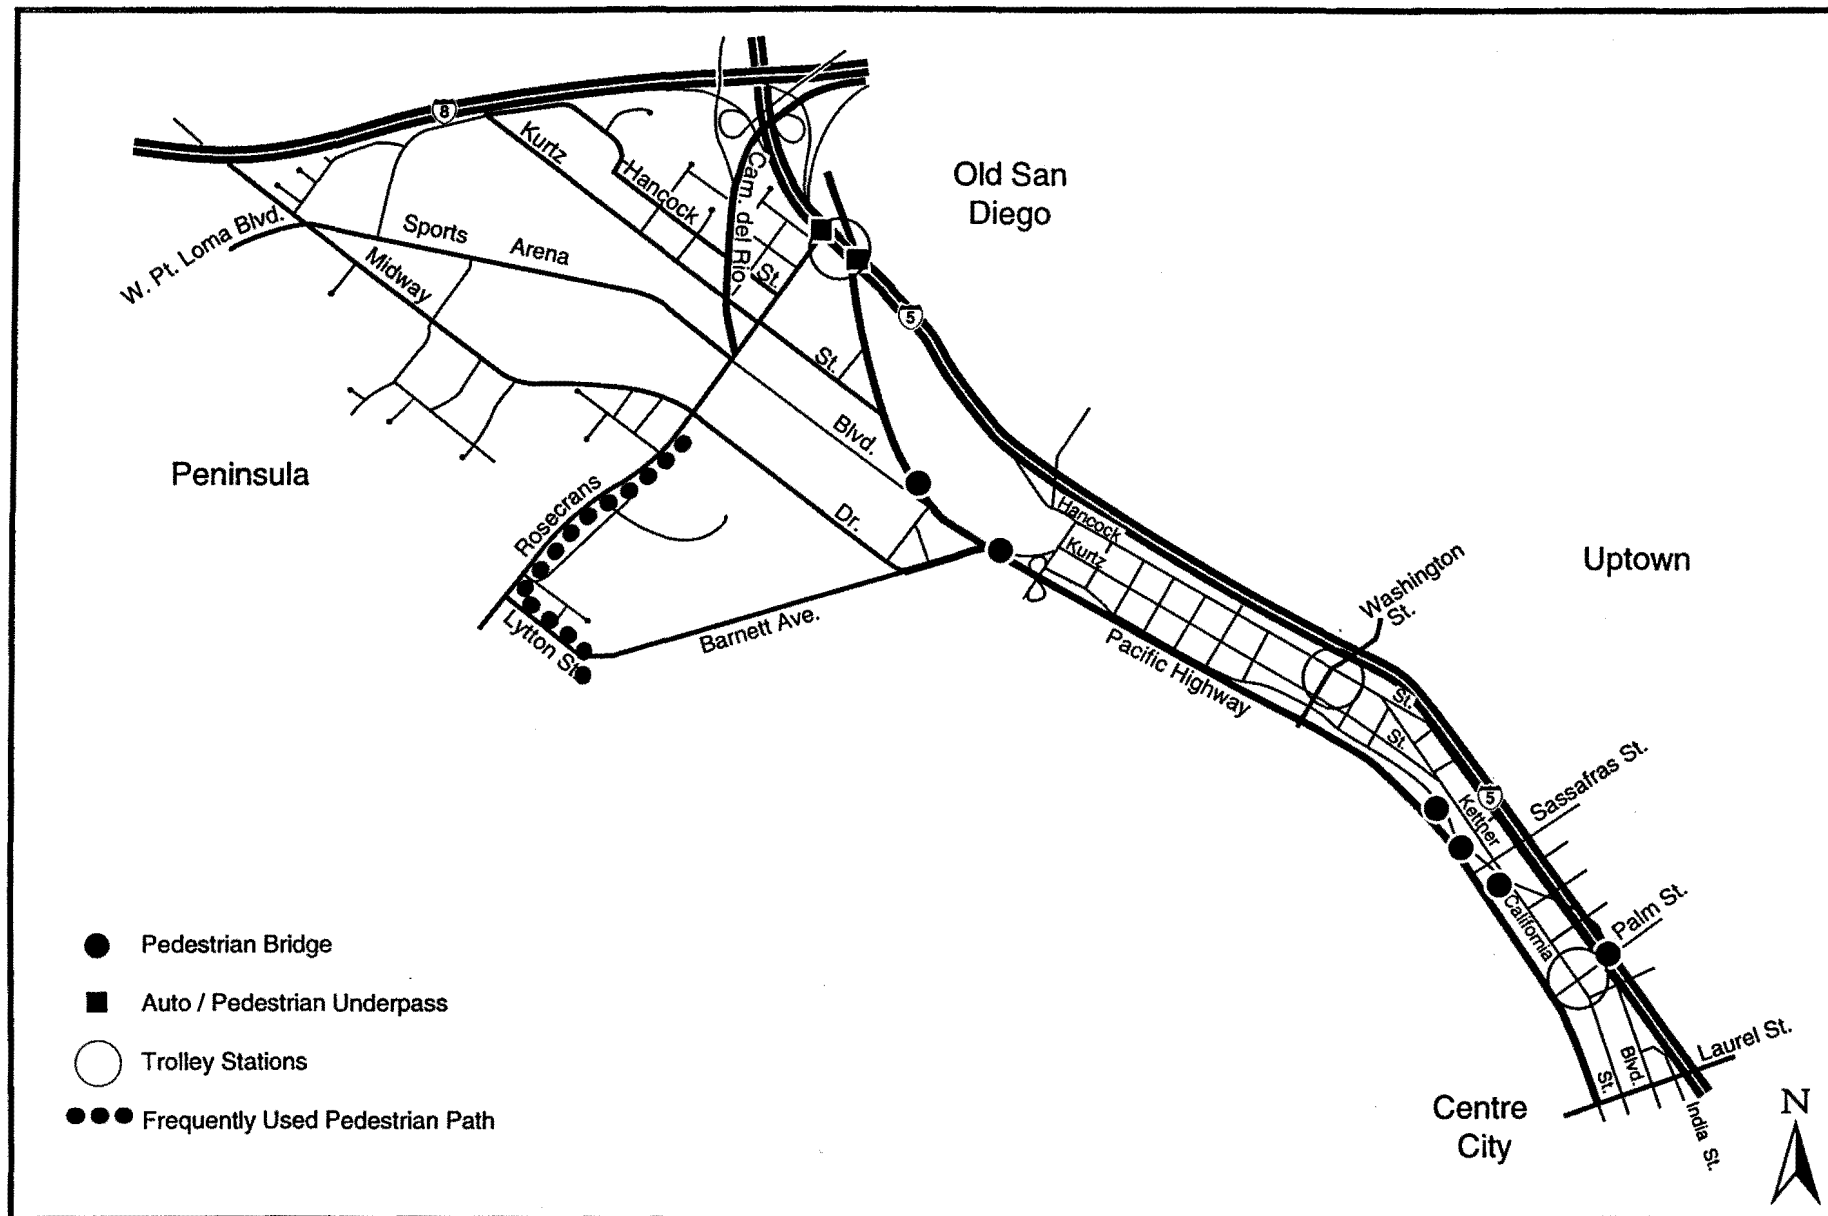 8
Kurtz
Hancock
Cam. del Rio
Old San
Diego
W. Pt. Loma Blvd.
Sports
Arena
Midway
St.
5
St.
Blvd.
Peninsula
Rosecrans
Dr.
Hancock
Kurtz
Washington
St.
Uptown
Lytton St.
Barnett Ave.
Pacific Highway
St.
St.
5
Sassafras St.
Kettner
California
Palm St.
Pedestrian Bridge
Auto / Pedestrian Underpass
Trolley Stations
Frequently Used Pedestrian Path
Laurel St.
Blvd.
St.
Centre
City
India St.
N